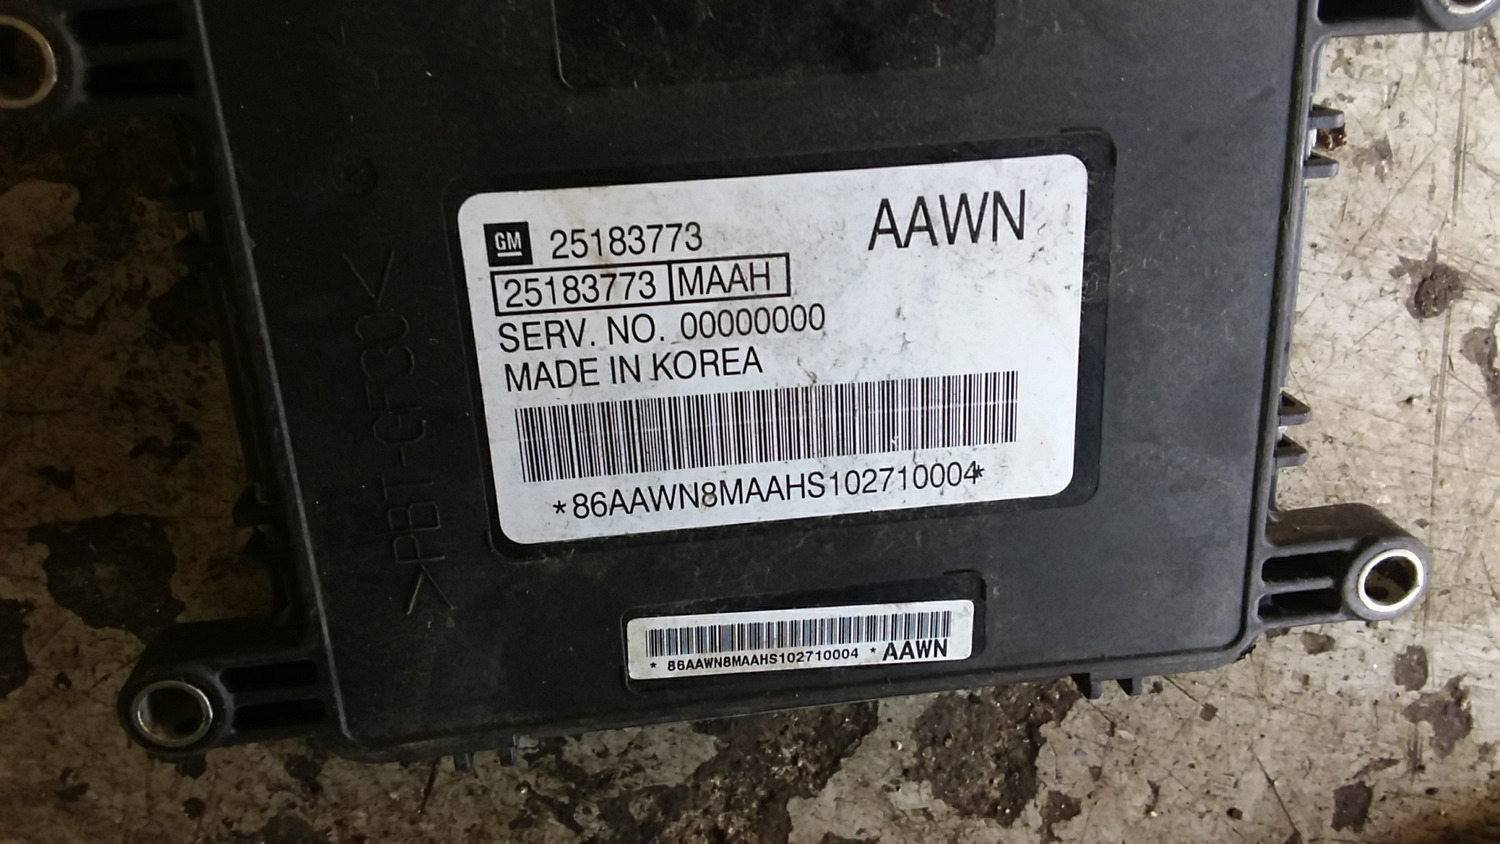 GM 25183773 AAWN
25183773 MAAH
SERV. NO. 00000000
MADE IN KOREA
*86AAWN8MAAHS102710004*
* 86AAWN8MAAHS102710004 * AAWN
>PBT-GF30<